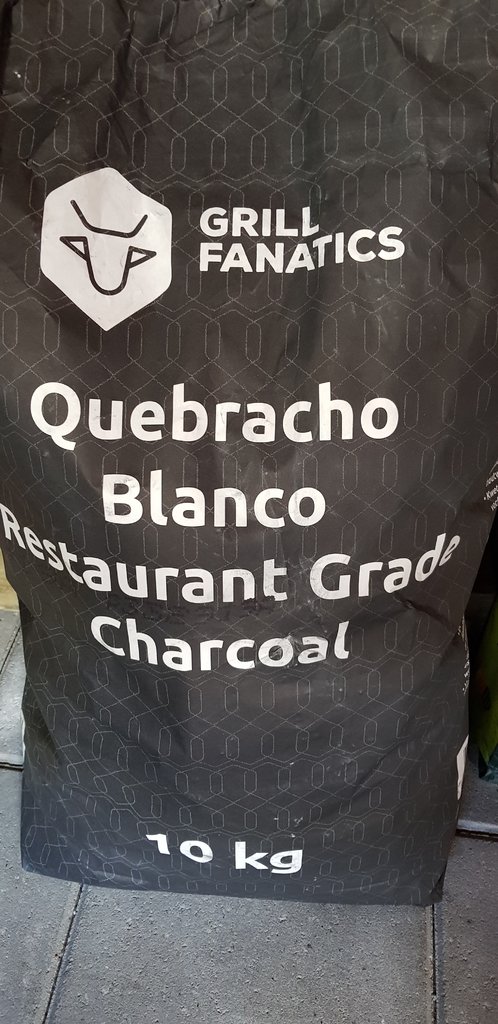 GRILL
FANATICS
Quebracho
Blanco
Restaurant Grade
Charcoal
10 kg